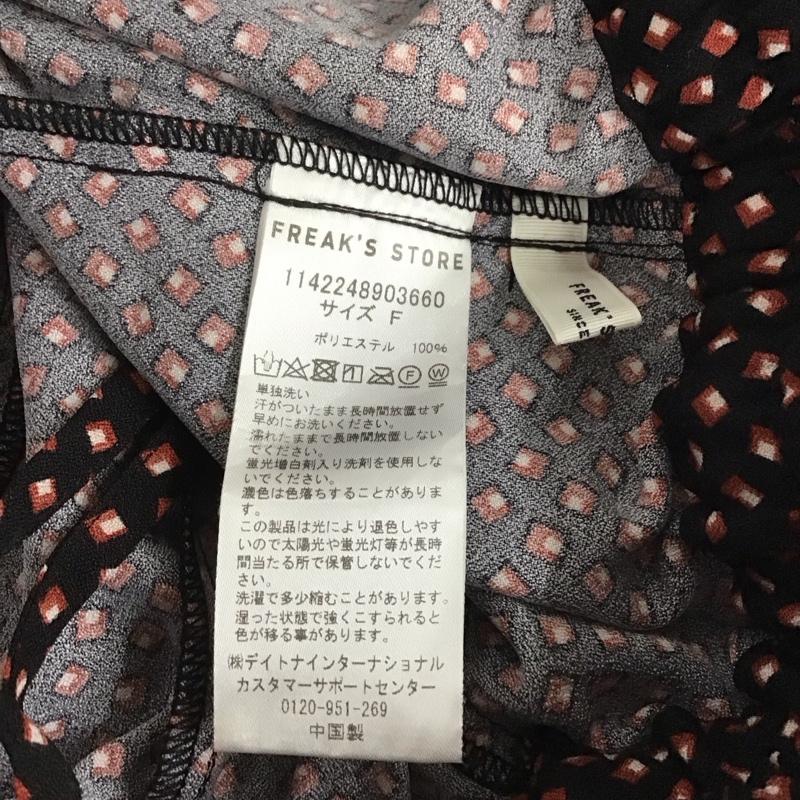 FREAK'S STORE
1142248903660
サイズ F
ポリエステル 100%
F W
単独洗い
汗がついたまま長時間放置せず
早めにお洗いください。
濡れたままで長時間放置しない
でください。
蛍光増白剤入り洗剤を使用しな
いでください。
濃色は色落ちすることがありま
す。
この製品は光により退色しやす
いので太陽光や蛍光灯等が長時
間当たる所で保管しないでくだ
さい。
洗濯で多少縮むことがあります。
湿った状態で強くこすられると
色が移る事があります。
㈱デイトナインターナショナル
カスタマーサポートセンター
0120-951-269
中国製
FREAK'S
SINCE